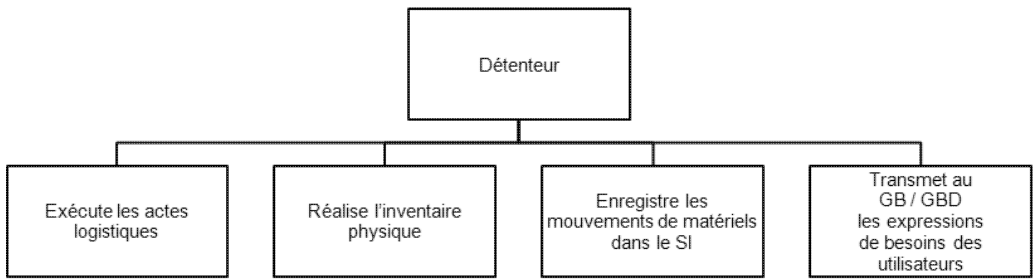 Détenteur
Exécute les actes
logistiques
Réalise l'inventaire
physique
Enregistre les
mouvements de matériels
dans le SI
Transmet au
GB / GBD
les expressions
de besoins des
utilisateurs